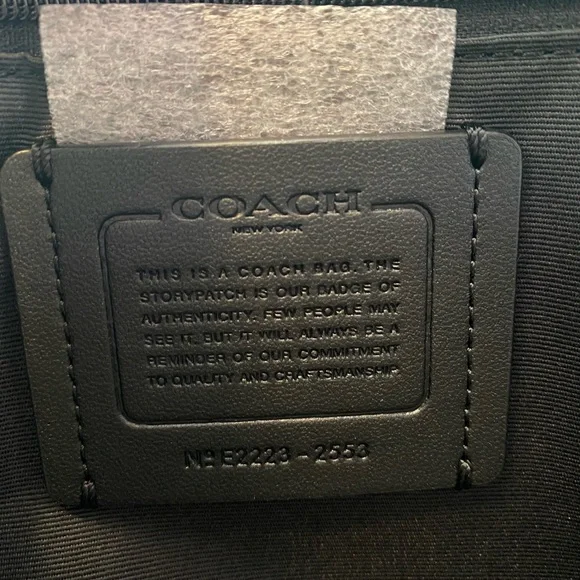 COACH
NEW YORK
THIS IS A COACH BAG. THE
STORYPATCH IS OUR BADGE OF
AUTHENTICITY. FEW PEOPLE MAY
SEE IT. BUT IT WILL ALWAYS BE A
REMINDER OF OUR COMMITMENT
TO QUALITY AND CRAFTSMANSHIP.
Nº E2223-2553